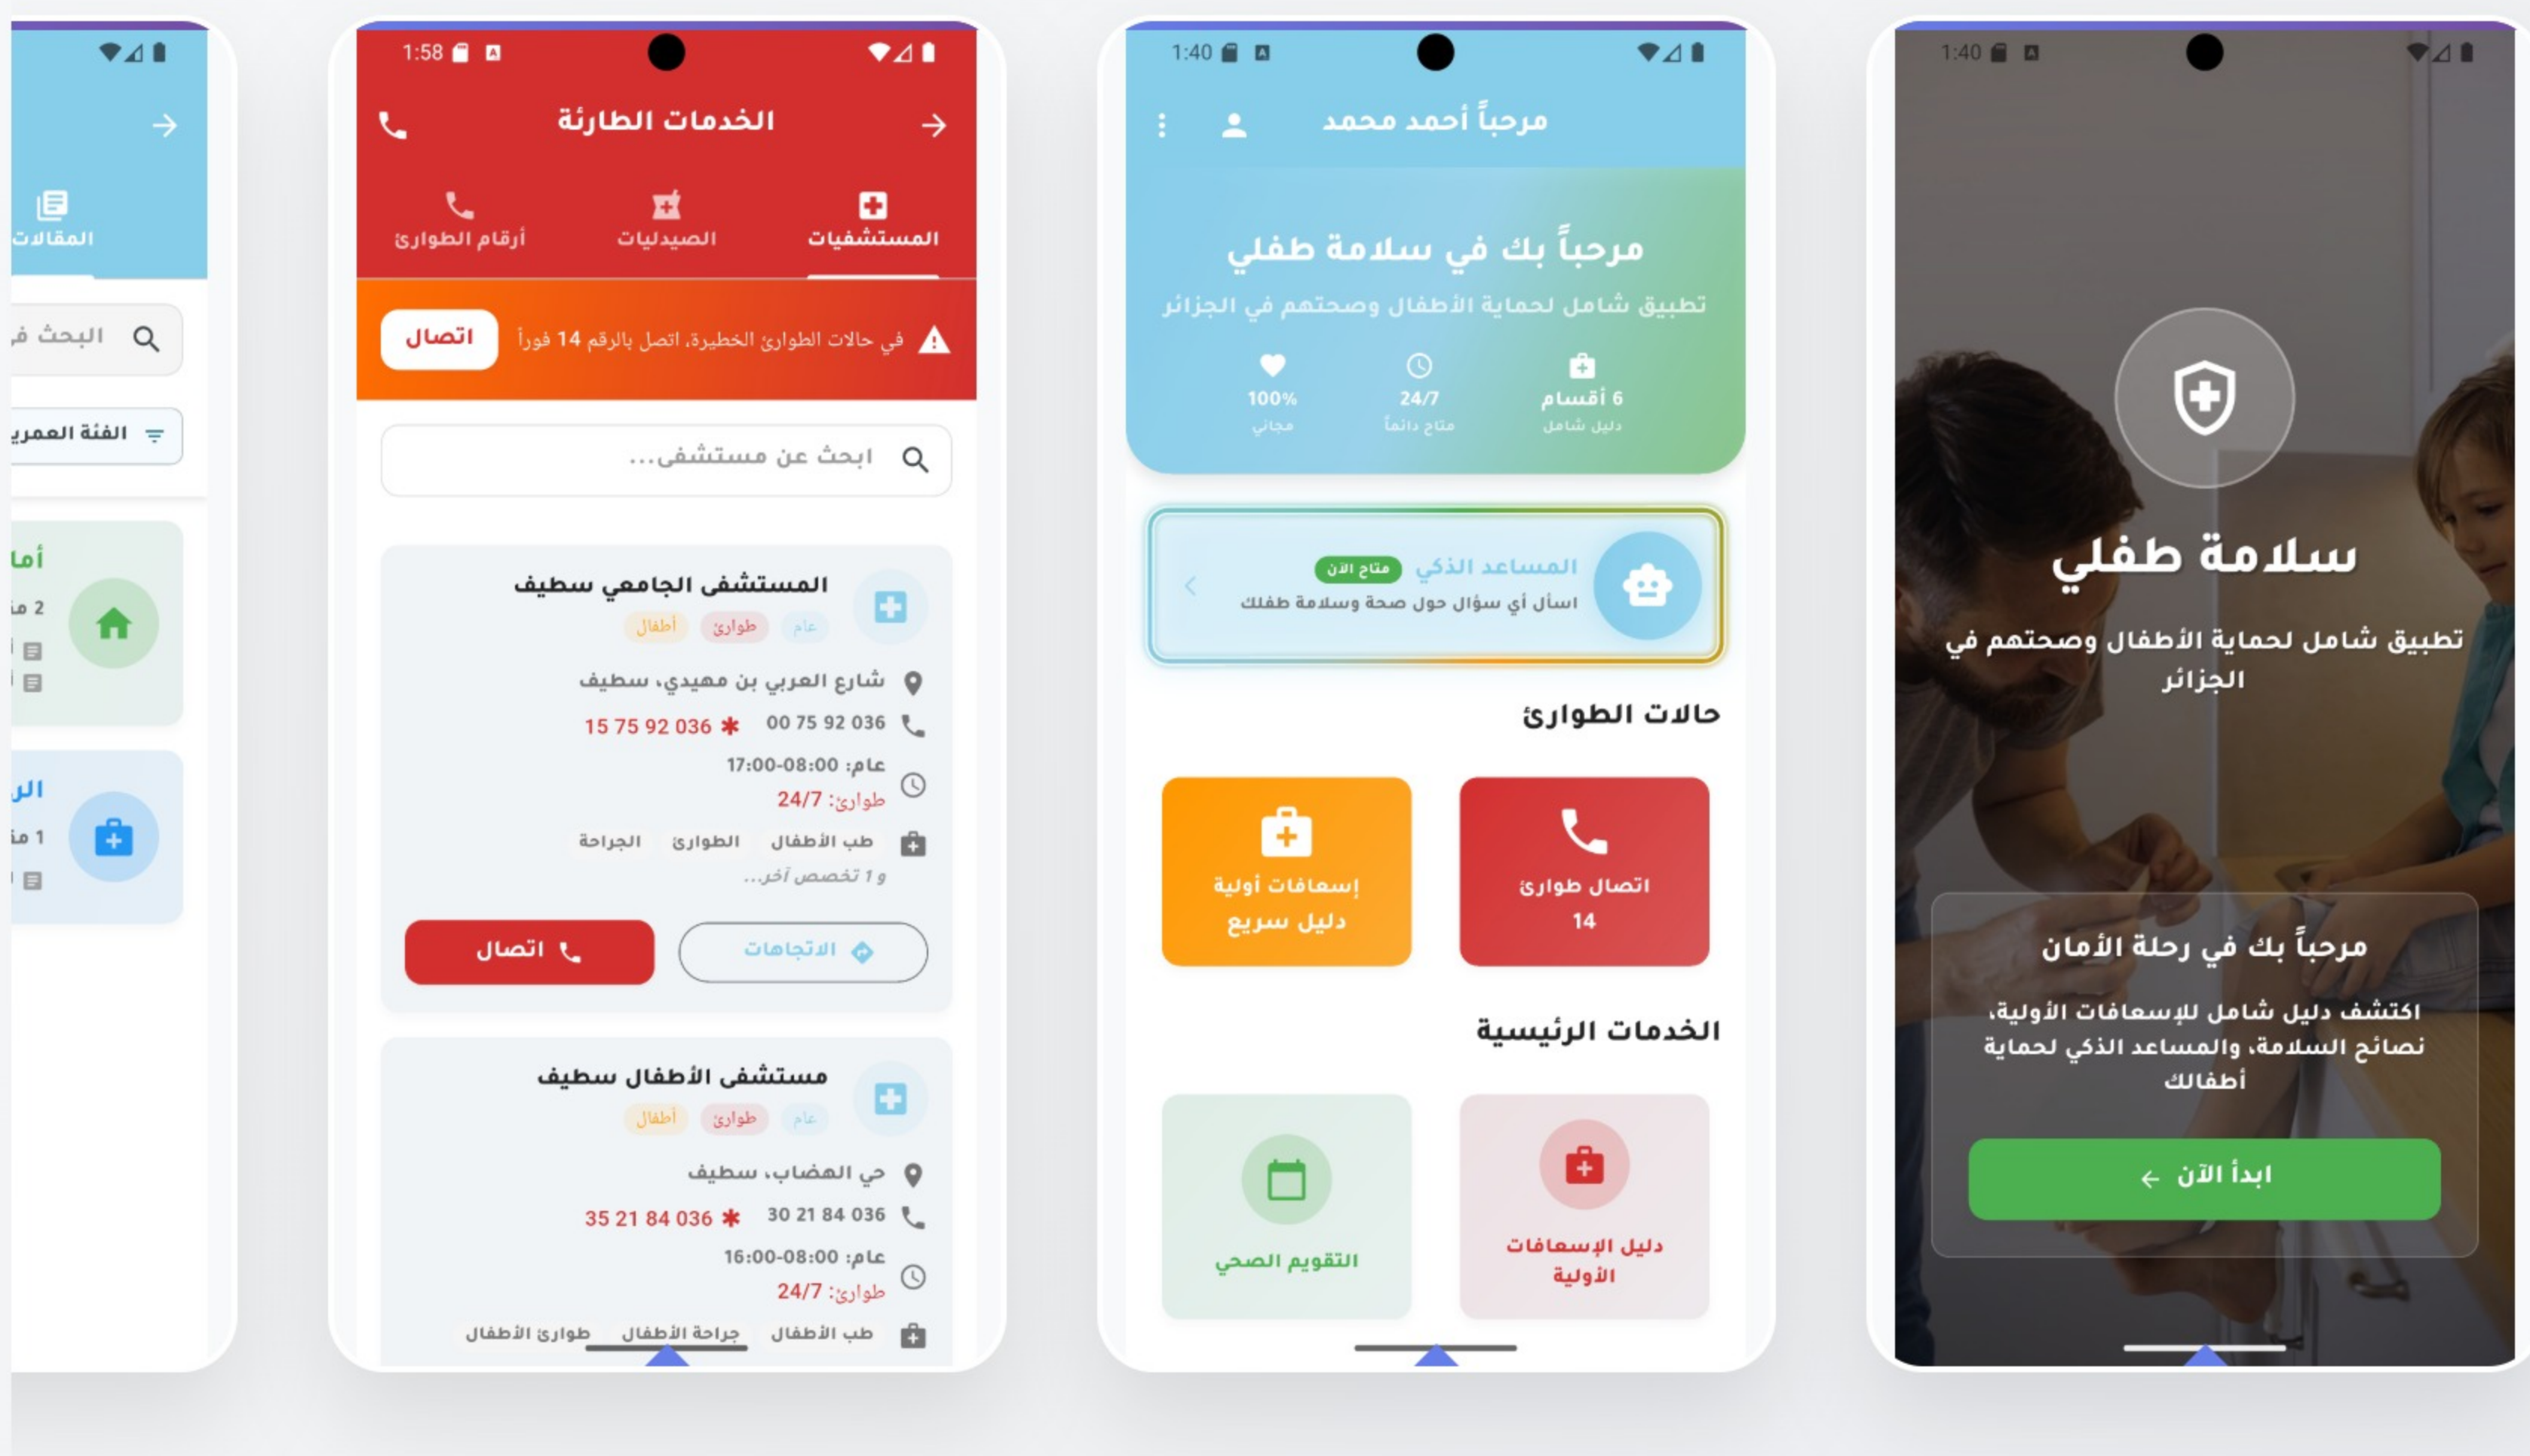 1:40
سلامة طفلي
تطبيق شامل لحماية الأطفال وصحتهم في
الجزائر
مرحباً بك في رحلة الأمان
اكتشف دليل شامل للإسعافات الأولية،
نصائح السلامة، والمساعد الذكي لحماية
أطفالك
ابدأ الآن ←
1:40
مرحباً أحمد محمد
مرحباً بك في سلامة طفلي
تطبيق شامل لحماية الأطفال وصحتهم في الجزائر
6 أقسام
دليل شامل
24/7
متاح دائماً
100%
مجاني
المساعد الذكي متاح الآن
اسأل أي سؤال حول صحة وسلامة طفلك
حالات الطوارئ
اتصال طوارئ
14
إسعافات أولية
دليل سريع
الخدمات الرئيسية
دليل الإسعافات
الأولية
التقويم الصحي
1:58
الخدمات الطارئة
المستشفيات
الصيدليات
أرقام الطوارئ
في حالات الطوارئ الخطيرة، اتصل بالرقم 14 فوراً
اتصال
ابحث عن مستشفى...
المستشفى الجامعي سطيف
عام طوارئ أطفال
شارع العربي بن مهيدي، سطيف
00 75 92 036 15 75 92 036
عام: 08:00-17:00
طوارئ: 24/7
طب الأطفال الطوارئ الجراحة
و 1 تخصص آخر...
الاتجاهات
اتصال
مستشفى الأطفال سطيف
عام طوارئ أطفال
حي الهضاب، سطيف
30 21 84 036 35 21 84 036
عام: 08:00-16:00
طوارئ: 24/7
طب الأطفال جراحة الأطفال طوارئ الأطفال
المقالات
البحث
الفئة
2
1